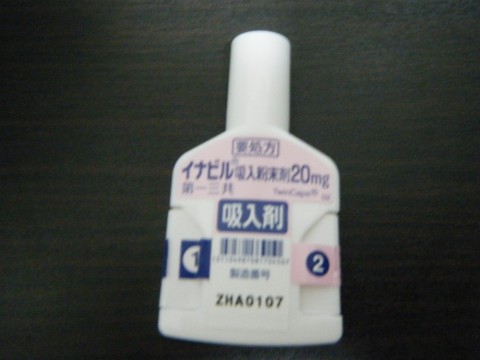 要処方
イナビル®吸入粉末剤20mg
第一三共
TwinCaps®
吸入剤
1
2
製造番号
ZHA0107